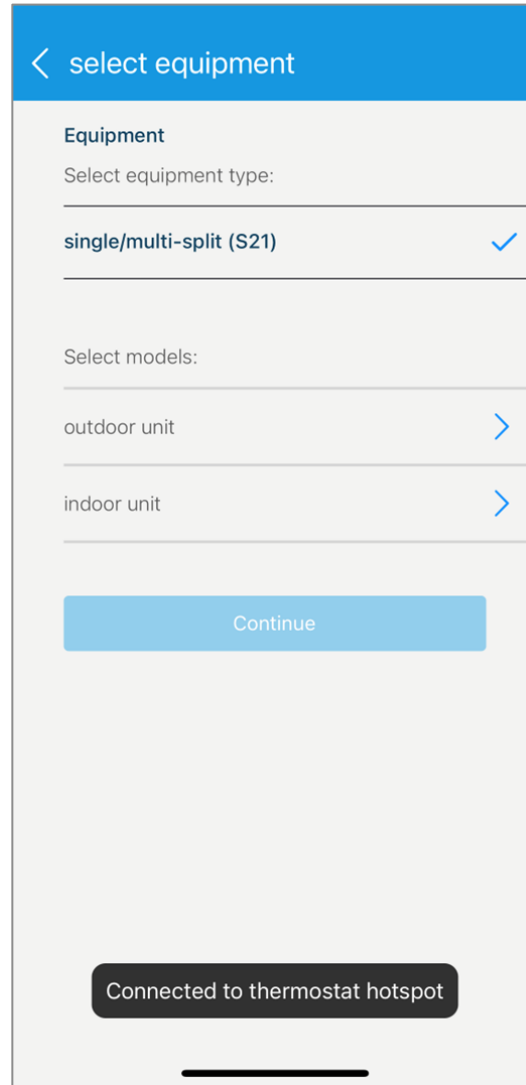 select equipment
Equipment
Select equipment type:
single/multi-split (S21)
Select models:
outdoor unit
indoor unit
Continue
Connected to thermostat hotspot